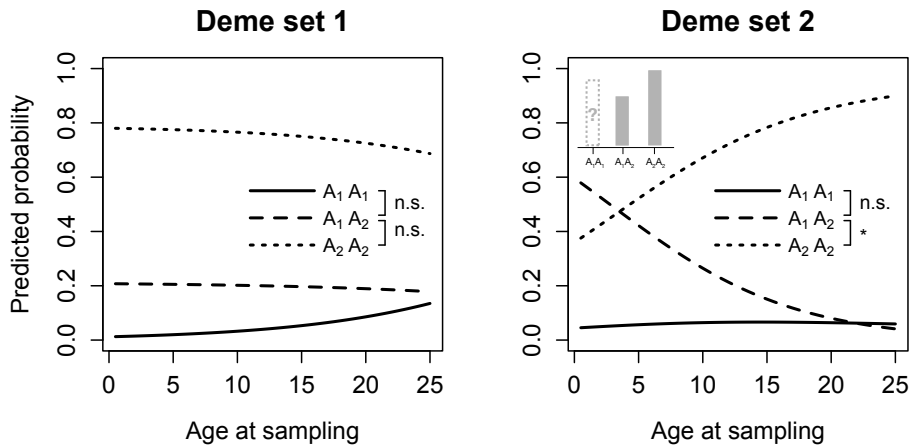 Deme set 1
Predicted probability
1.0
0.8
0.6
0.4
0.2
0.0
A₁ A₁
A₁ A₂
A₂ A₂
n.s.
n.s.
0 5 10 15 20 25
Age at sampling
Deme set 2
1.0
0.8
0.6
0.4
0.2
0.0
?
A₁A₁ A₁A₂ A₂A₂
A₁ A₁
A₁ A₂
A₂ A₂
n.s.
*
0 5 10 15 20 25
Age at sampling